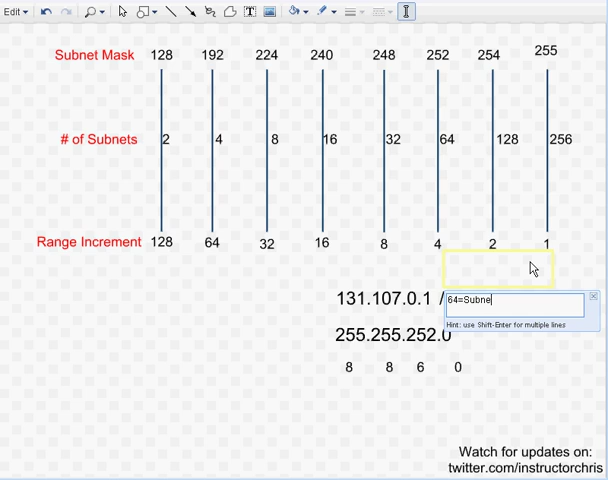 Edit
Subnet Mask 128 192 224 240 248 252 254 255
# of Subnets 2 4 8 16 32 64 128 256
Range Increment 128 64 32 16 8 4 2 1
131.107.0.1 /
64=Subne
Hint: use Shift-Enter for multiple lines
255.255.252.0
8 8 6 0
Watch for updates on:
twitter.com/instructorchris